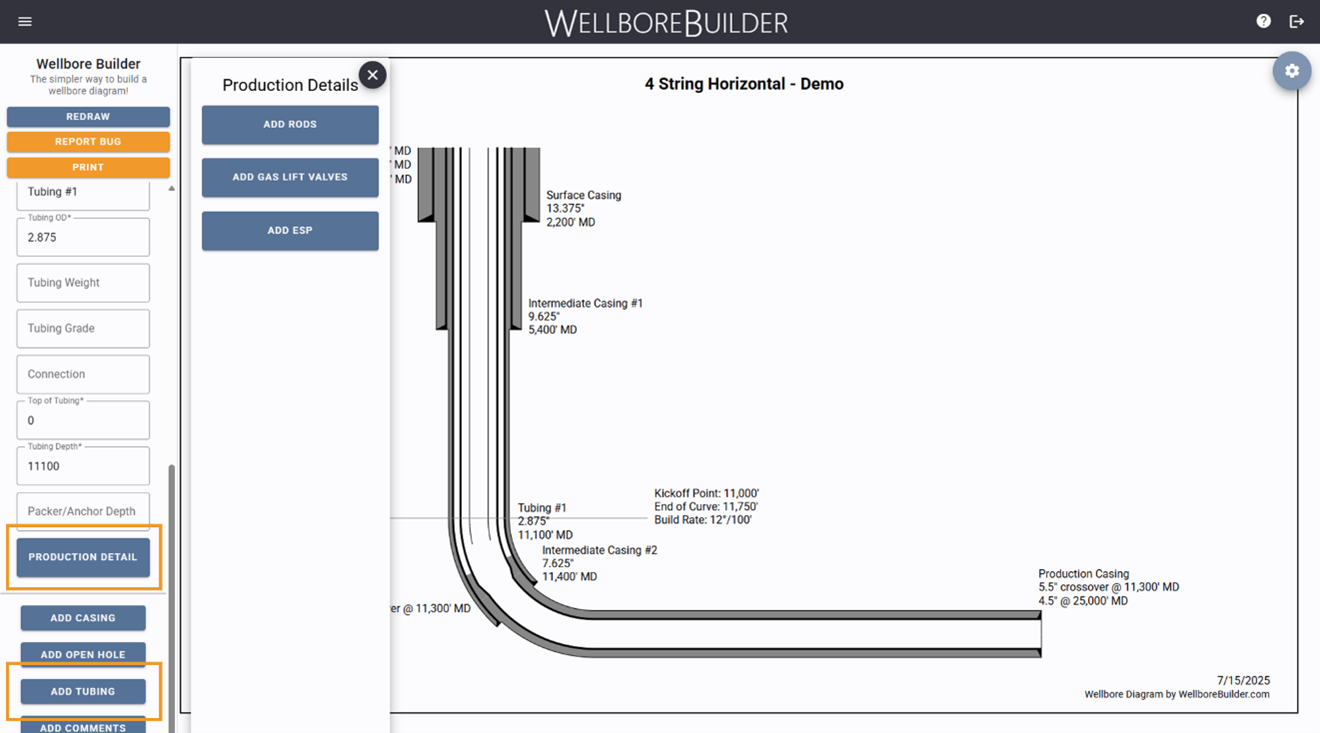 WELLBOREBUILDER
Wellbore Builder
The simpler way to build a
wellbore diagram!
REDRAW
REPORT BUG
PRINT
Tubing #1
Tubing OD*
2.875
Tubing Weight
Tubing Grade
Connection
Top of Tubing*
0
Tubing Depth*
11100
Packer/Anchor Depth
PRODUCTION DETAIL
ADD CASING
ADD OPEN HOLE
ADD TUBING
ADD COMMENTS
Production Details
ADD RODS
ADD GAS LIFT VALVES
ADD ESP
4 String Horizontal - Demo
' MD
' MD
' MD
Surface Casing
13.375"
2,200' MD
Intermediate Casing #1
9.625"
5,400' MD
Kickoff Point: 11,000'
End of Curve: 11,750'
Build Rate: 12°/100'
Tubing #1
2.875"
11,100' MD
Intermediate Casing #2
7.625"
11,400' MD
er @ 11,300' MD
Production Casing
5.5" crossover @ 11,300' MD
4.5" @ 25,000' MD
7/15/2025
Wellbore Diagram by WellboreBuilder.com